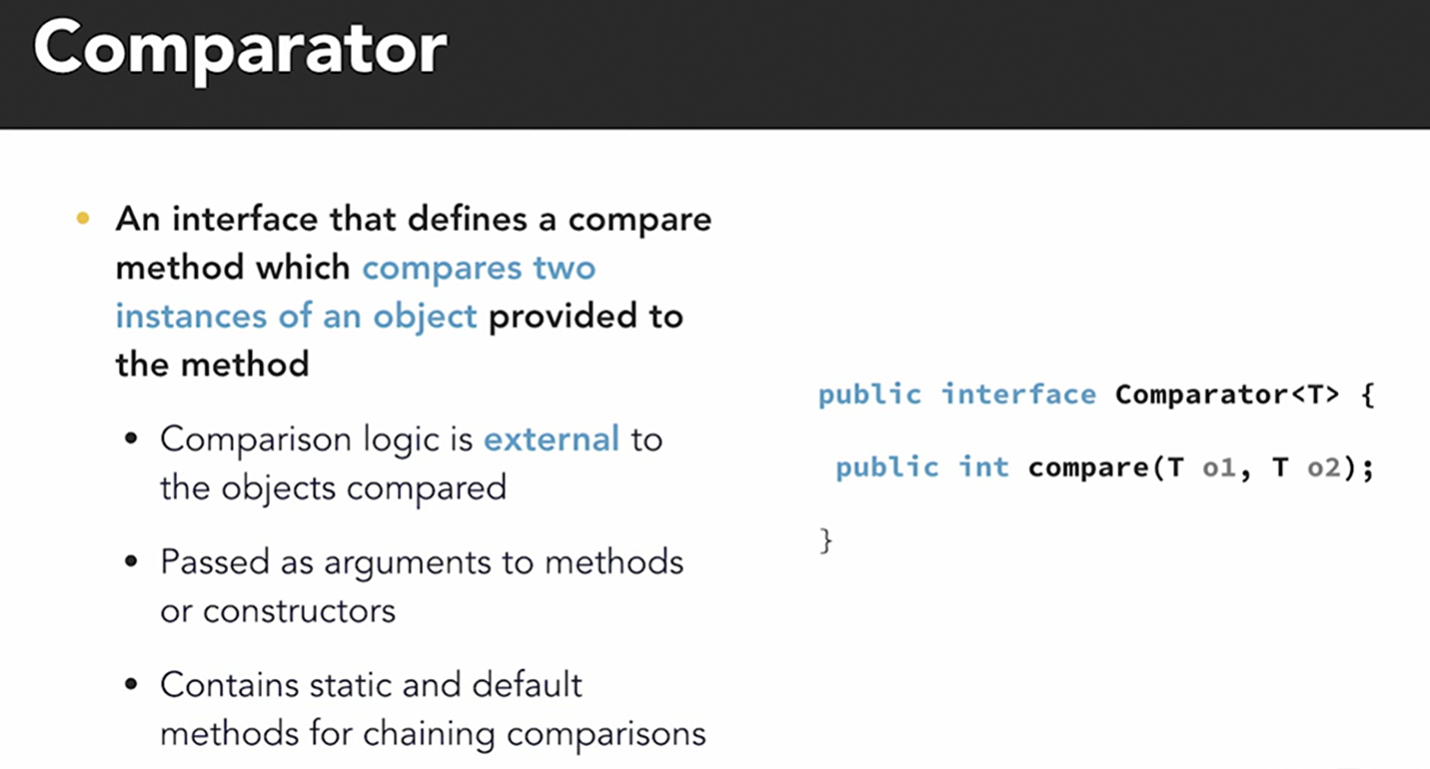 Comparator
• An interface that defines a compare
method which compares two
instances of an object provided to
the method
• Comparison logic is external to
the objects compared
• Passed as arguments to methods
or constructors
• Contains static and default
methods for chaining comparisons
public interface Comparator<T> {
public int compare(T o1, T o2);
}